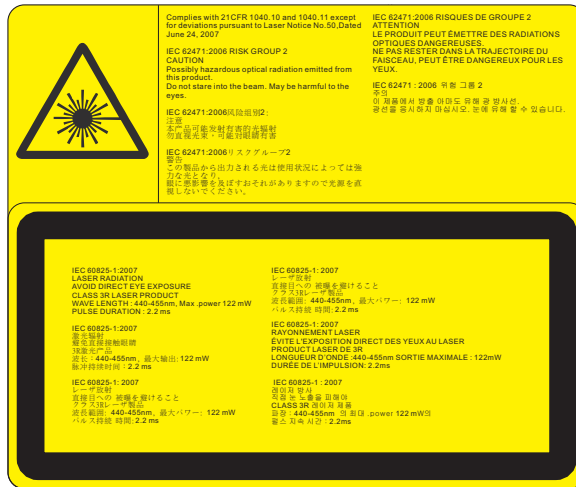 Complies with 21CFR 1040.10 and 1040.11 except
for deviations pursuant to Laser Notice No.50,Dated
June 24, 2007
IEC 62471:2006 RISK GROUP 2
CAUTION
Possibly hazardous optical radiation emitted from
this product.
Do not stare into the beam. May be harmful to the
eyes.
IEC 62471:2006风险组别2:
注意
本产品可能发射有害的光辐射
勿直视光束，可能对眼睛有害
IEC 62471:2006リスクグループ2
警告
この製品から出力される光は使用状況によっては強
力な光となり、
眼に悪影響を及ぼすおそれがありますので光源を直
視しないでください。
IEC 62471:2006 RISQUES DE GROUPE 2
ATTENTION
LE PRODUIT PEUT ÉMETTRE DES RADIATIONS
OPTIQUES DANGEREUSES.
NE PAS RESTER DANS LA TRAJECTOIRE DU
FAISCEAU, PEUT ÊTRE DANGEREUX POUR LES
YEUX.
IEC 62471 : 2006 위험 그룹 2
주의
이 제품에서 방출 아마도 유해 광 방사선.
광선을 응시하지 마십시오. 눈에 유해 할 수 있습니다.
IEC 60825-1:2007
LASER RADIATION
AVOID DIRECT EYE EXPOSURE
CLASS 3R LASER PRODUCT
WAVE LENGTH : 440-455nm, Max .power 122 mW
PULSE DURATION : 2.2 ms
IEC 60825-1:2007
激光辐射
避免直接接触眼睛
3R激光产品
波长：440-455nm，最大输出: 122 mW
脉冲持续时间：2.2 ms
IEC 60825-1: 2007
レーザ放射
直接目への 被曝を避けること
クラス3Rレーザ製品
波長範囲: 440-455nm, 最大パワー: 122 mW
パルス持続 時間: 2.2 ms
IEC 60825-1: 2007
レーザ放射
直接目への 被曝を避けること
クラス3Rレーザ製品
波長範囲: 440-455nm, 最大パワー: 122 mW
パルス持続 時間: 2.2 ms
IEC 60825-1:2007
RAYONNEMENT LASER
ÉVITE L'EXPOSITION DIRECT DES YEUX AU LASER
PRODUCT LASER DE 3R
LONGUEUR D'ONDE :440-455nm SORTIE MAXIMALE : 122mW
DURÉE DE L'IMPULSION: 2.2ms
IEC 60825-1 : 2007
레이저 방사
직접 눈 노출을 피해야
CLASS 3R 레이저 제품
파장 : 440-455nm 의 최대 .power 122 mW의
펄스 지속 시간 : 2.2ms